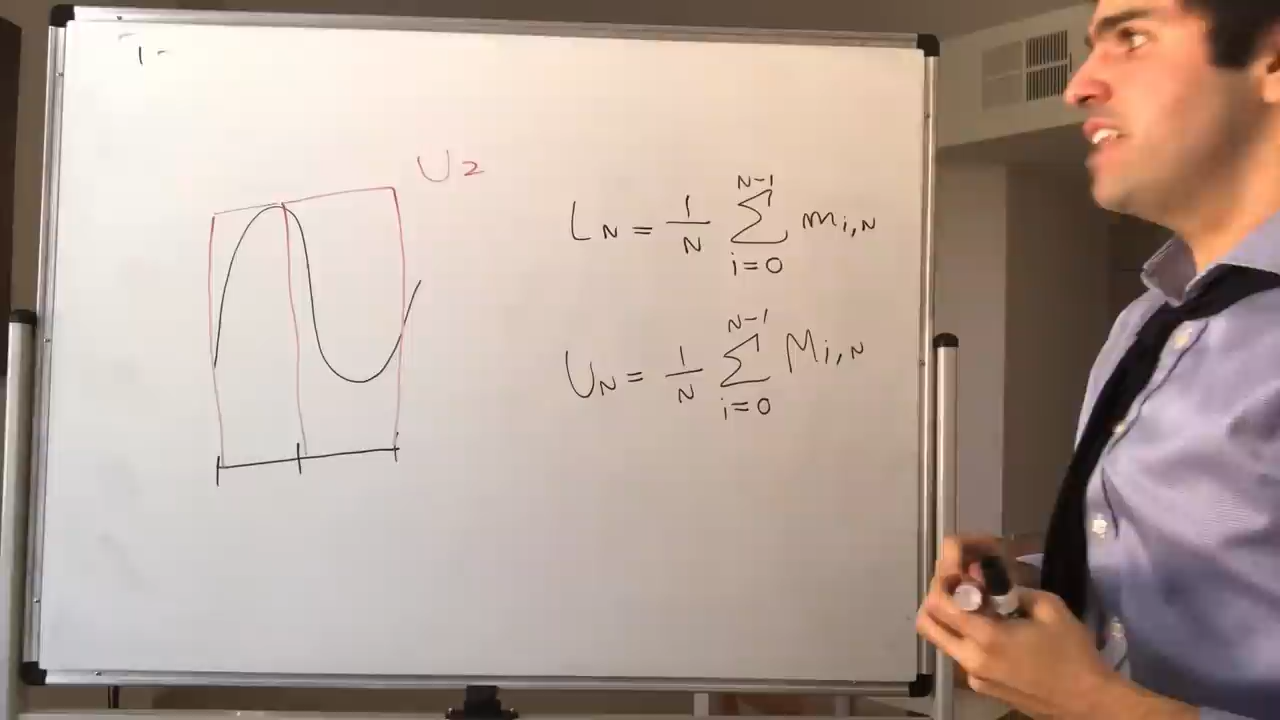 U₂
L_N = 1/N ∑_{i=0}^{N-1} m_{i,N}
U_N = 1/N ∑_{i=0}^{N-1} M_{i,N}